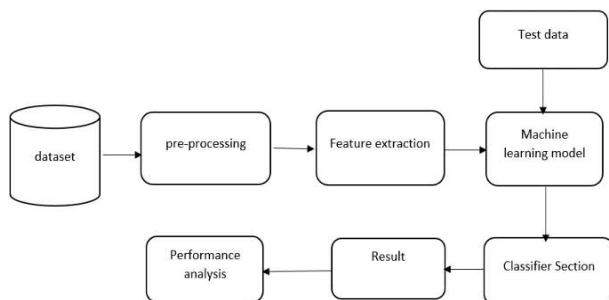 Test data
dataset
pre-processing
Feature extraction
Machine
learning model
Performance
analysis
Result
Classifier Section